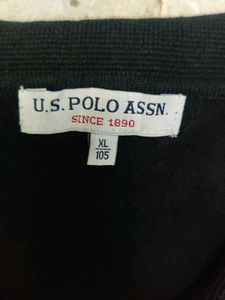 U.S. POLO ASSN.
SINCE 1890
XL
105